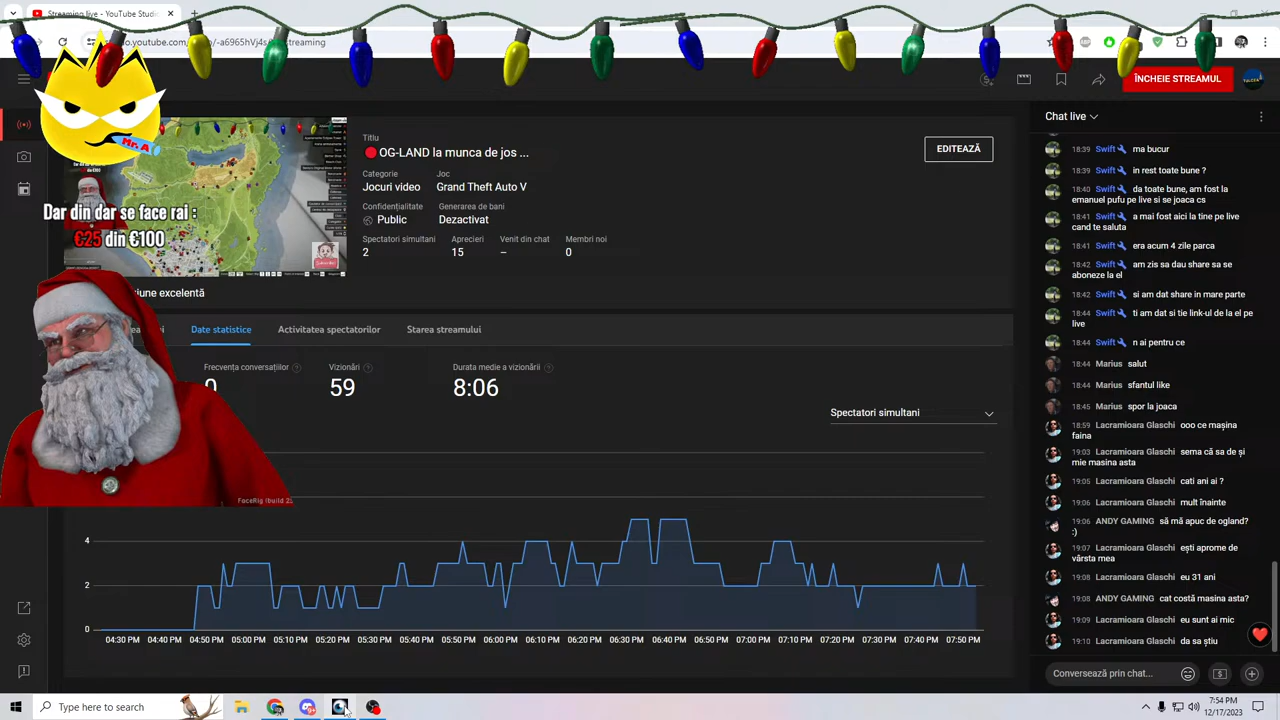 Streaming live - YouTube Studio
ÎNCHEIE STREAMUL
Mr. A
Dar din dar se face rai :
€25 din €100
Titlu
OG-LAND la munca de jos ...
EDITEAZĂ
Categorie
Joc
Jocuri video
Grand Theft Auto V
Confidențialitate
Generarea de bani
Public
Dezactivat
Spectatori simultani
Aprecieri
Venit din chat
Membri noi
2
15
–
0
excelentă
Date statistice
Activitatea spectatorilor
Starea streamului
Frecvența conversațiilor
Vizionări
Durata medie a vizionării
0
59
8:06
Spectatori simultani
4
2
0
04:30 PM 04:40 PM 04:50 PM 05:00 PM 05:10 PM 05:20 PM 05:30 PM 05:40 PM 05:50 PM 06:00 PM 06:10 PM 06:20 PM 06:30 PM 06:40 PM 06:50 PM 07:00 PM 07:10 PM 07:20 PM 07:30 PM 07:40 PM 07:50 PM
Chat live
18:39 Swift ma bucur
18:39 Swift in rest toate bune ?
18:40 Swift da toate bune, am fost la
emanuel pufu pe live si se joaca cs
18:41 Swift a mai fost aici la tine pe live
cand te saluta
18:41 Swift era acum 4 zile parca
18:42 Swift am zis sa dau share sa se
aboneze la el
18:42 Swift si am dat share in mare parte
18:44 Swift ti am dat si tie link-ul de la el pe
live
18:44 Swift n ai pentru ce
18:44 Marius salut
18:44 Marius sfantul like
18:45 Marius spor la joaca
18:59 Lacramioara Glaschi ooo ce mașina
faina
19:03 Lacramioara Glaschi sema că sa de și
mie masina asta
19:05 Lacramioara Glaschi cati ani ai ?
19:06 Lacramioara Glaschi mult înainte
19:06 ANDY GAMING să mă apuc de ogland?
:)
19:07 Lacramioara Glaschi ești aprome de
vârsta mea
19:08 Lacramioara Glaschi eu 31 ani
19:08 ANDY GAMING cat costă masina asta?
19:09 Lacramioara Glaschi eu sunt ai mic
19:10 Lacramioara Glaschi da sa știu
Conversează prin chat...
Type here to search
7:54 PM
12/17/2023